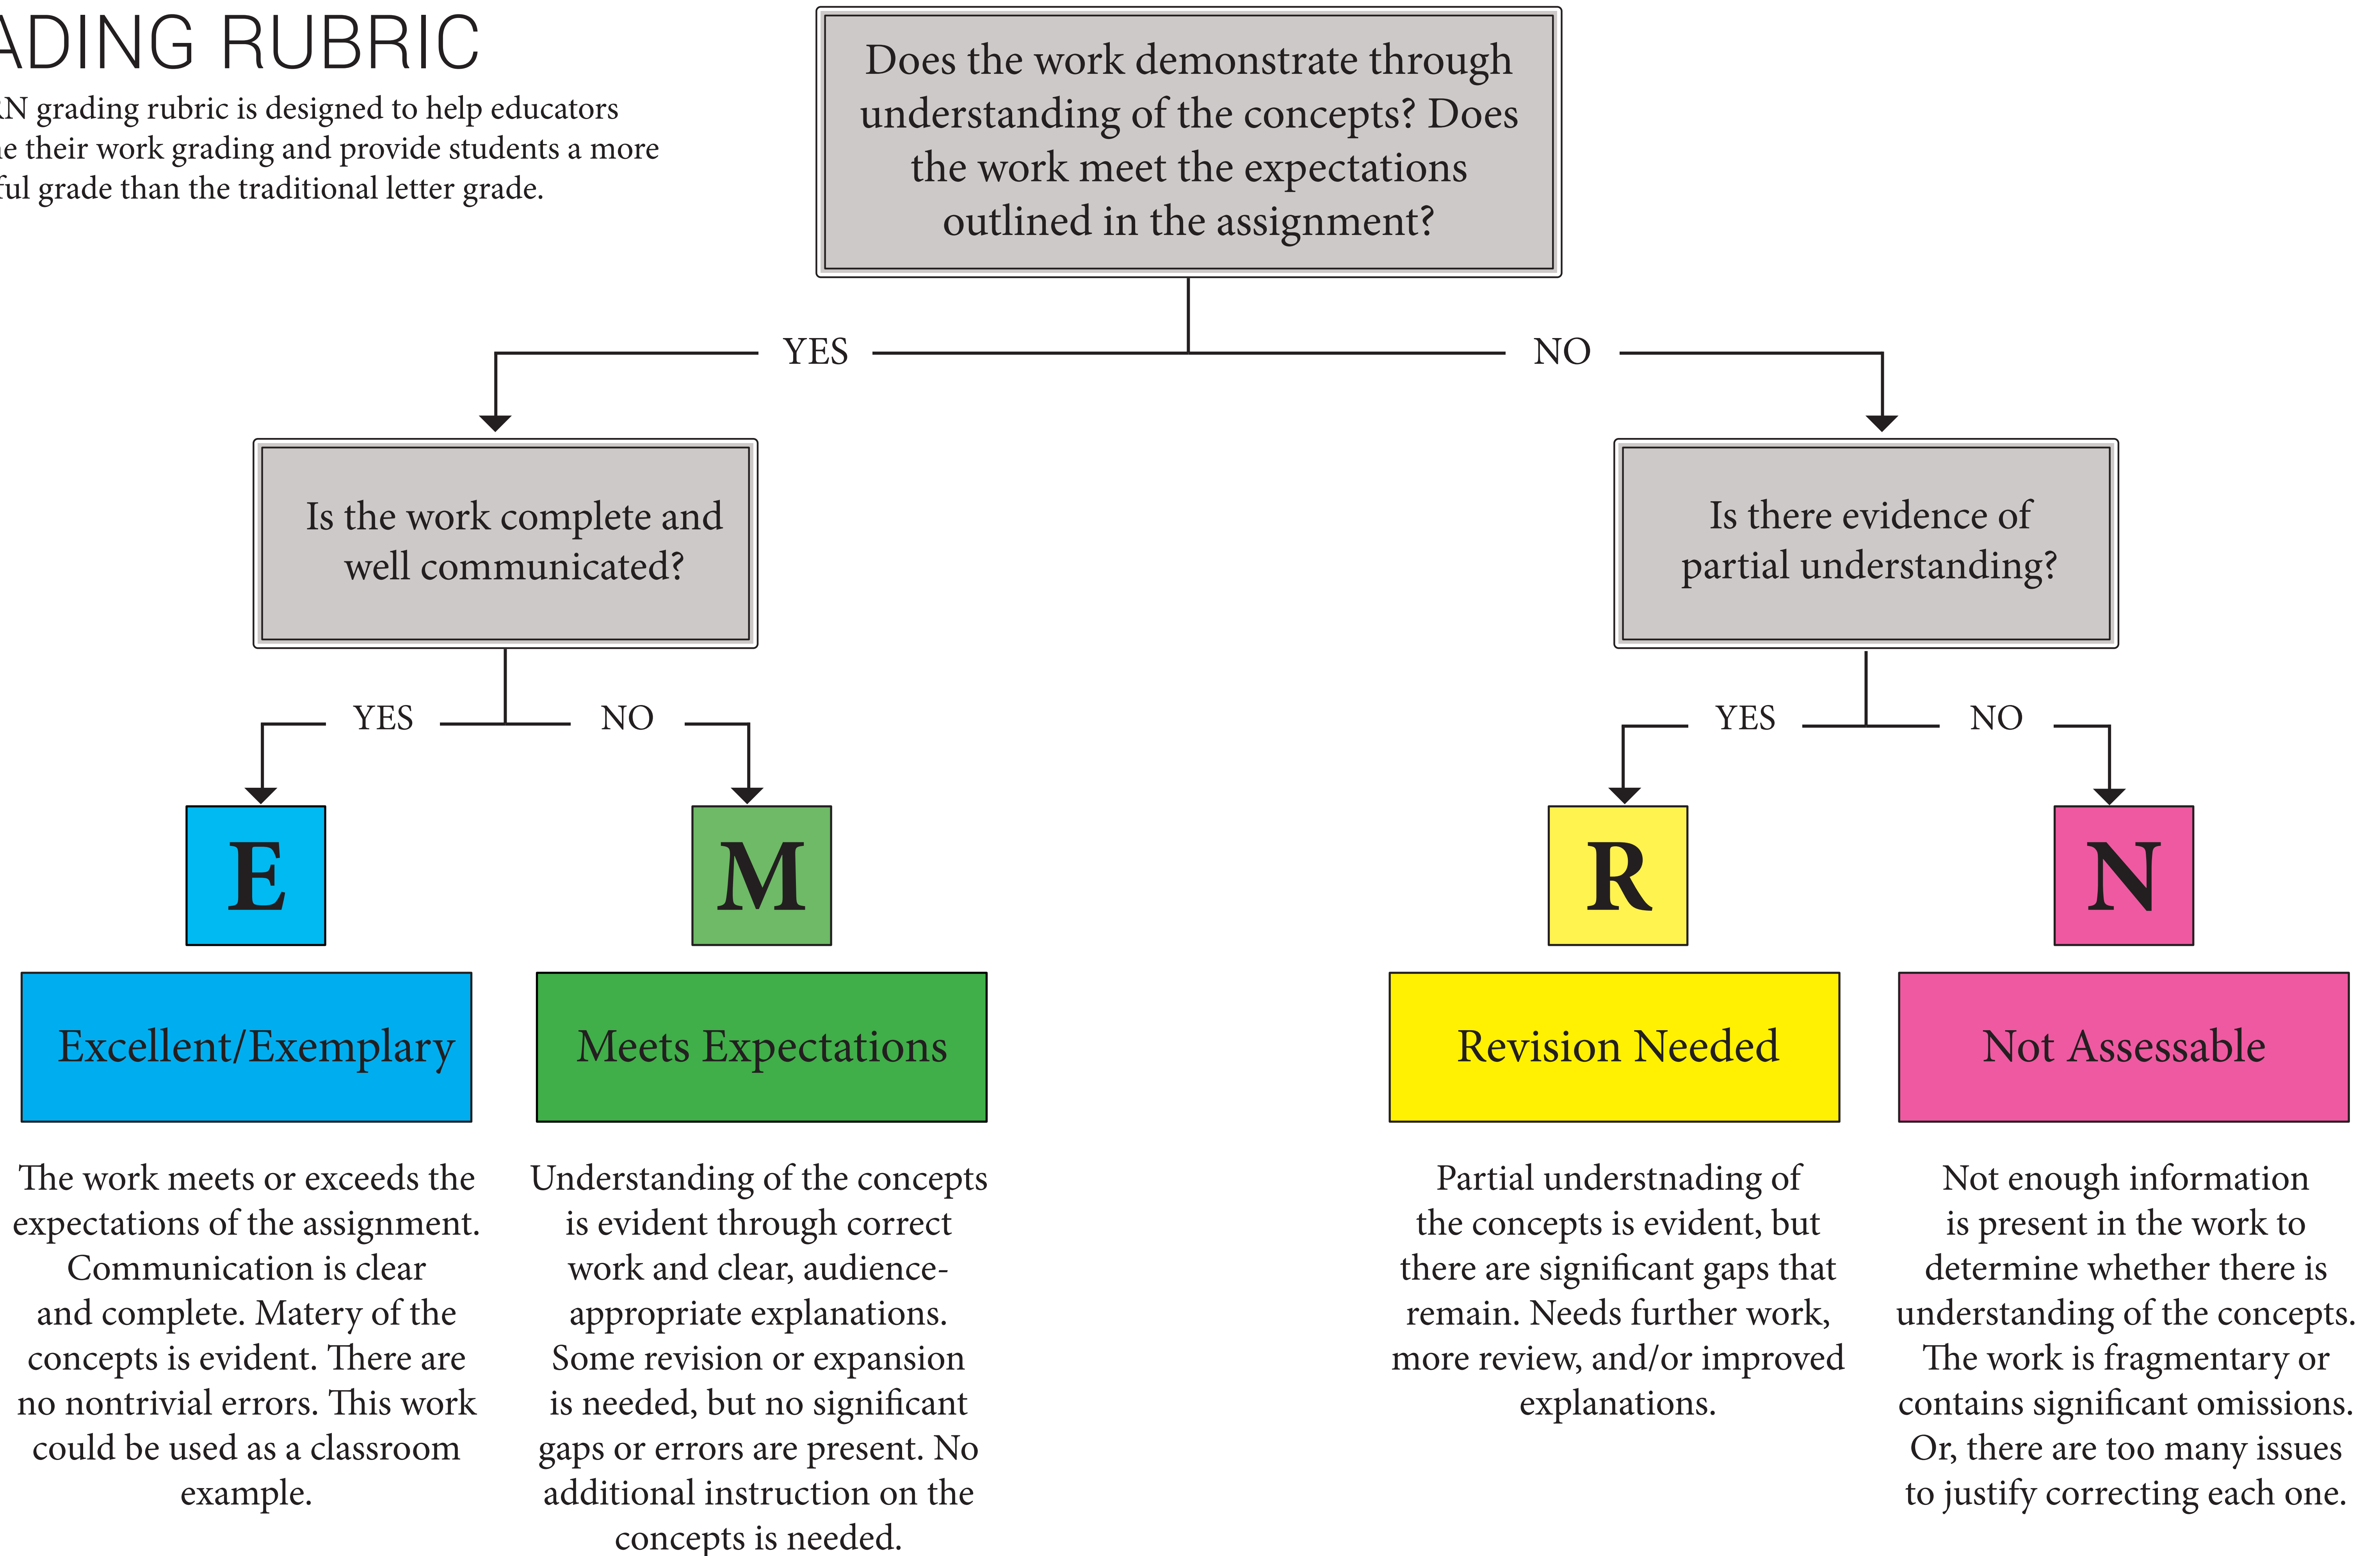 ADING RUBRIC
RN grading rubric is designed to help educators
ne their work grading and provide students a more
ful grade than the traditional letter grade.
Does the work demonstrate through
understanding of the concepts? Does
the work meet the expectations
outlined in the assignment?
YES
NO
Is the work complete and
well communicated?
Is there evidence of
partial understanding?
YES
NO
YES
NO
E
M
R
N
Excellent/Exemplary
Meets Expectations
Revision Needed
Not Assessable
The work meets or exceeds the
expectations of the assignment.
Communication is clear
and complete. Matery of the
concepts is evident. There are
no nontrivial errors. This work
could be used as a classroom
example.
Understanding of the concepts
is evident through correct
work and clear, audience-
appropriate explanations.
Some revision or expansion
is needed, but no significant
gaps or errors are present. No
additional instruction on the
concepts is needed.
Partial understnading of
the concepts is evident, but
there are significant gaps that
remain. Needs further work,
more review, and/or improved
explanations.
Not enough information
is present in the work to
determine whether there is
understanding of the concepts.
The work is fragmentary or
contains significant omissions.
Or, there are too many issues
to justify correcting each one.